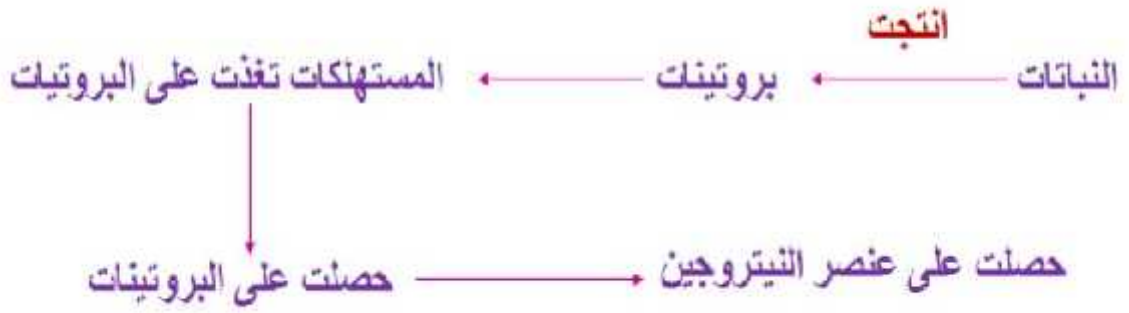 انتجت
النباتات بروتينات المستهلكات تغذت على البروتيات
حصلت على البروتينات حصلت على عنصر النيتروجين